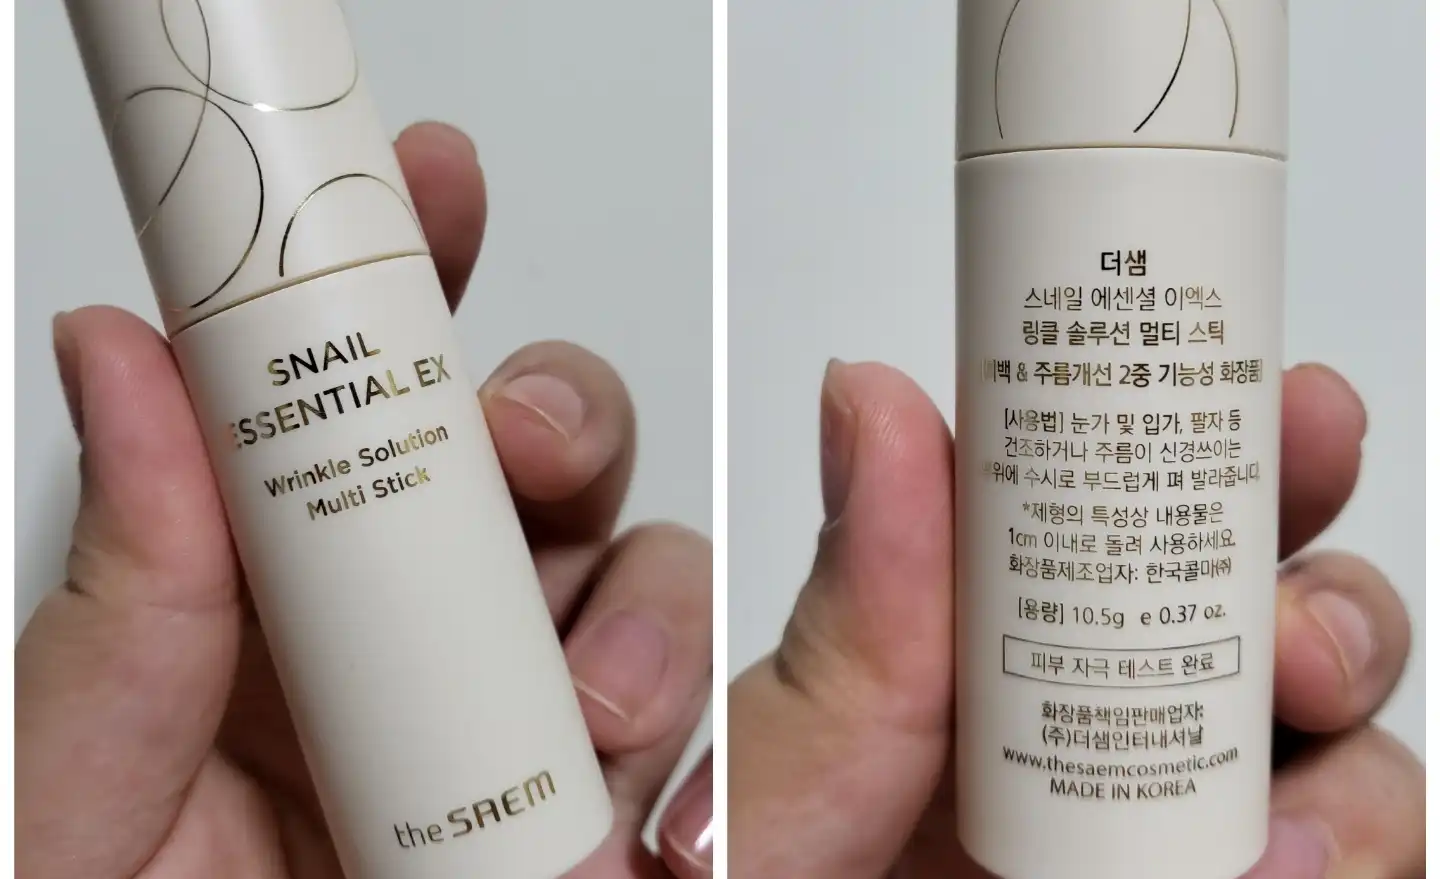 SNAIL
ESSENTIAL EX
Wrinkle Solution
Multi Stick
the SAEM
더샘
스네일 에센셜 이엑스
링클 솔루션 멀티 스틱
& 주름개선 2중 기능성 화장품
[사용법] 눈가 및 입가, 팔자 등
건조하거나 주름이 신경쓰이는
수시로 부드럽게 펴 발라줍니다.
*제형의 특성상 내용물은
1cm 이내로 돌려 사용하세요.
화장품제조업자: 한국콜마㈜
[용량] 10.5g e 0.37 oz.
피부 자극 테스트 완료
화장품책임판매업자:
(주)더샘인터내셔날
www.thesaemcosmetic.com
MADE IN KOREA